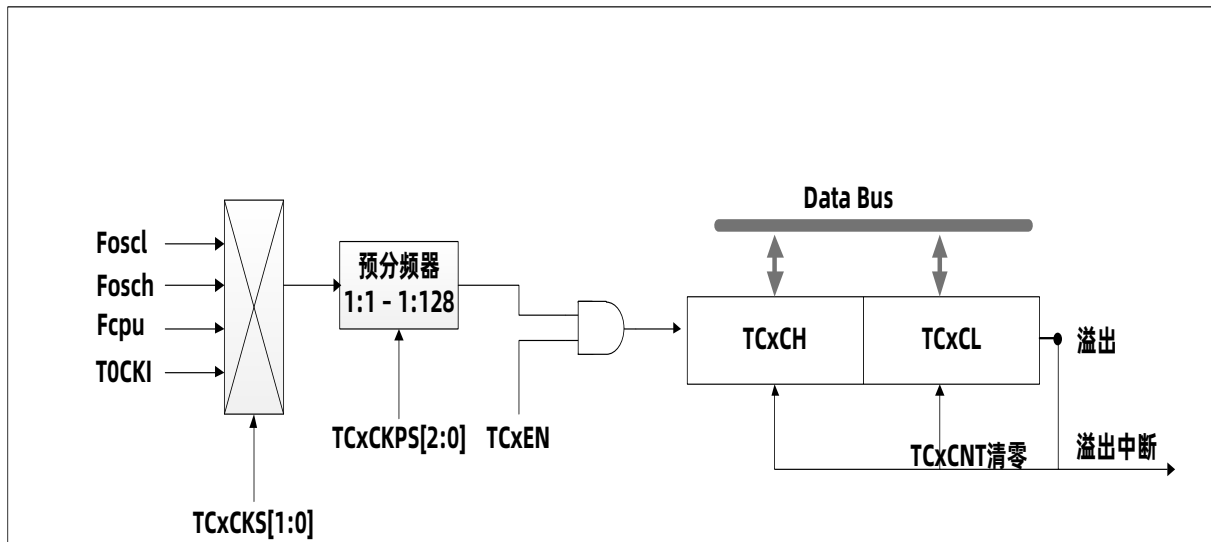 Data Bus
Foscl
Fosch
Fcpu
T0CKI
预分频器
1:1 – 1:128
TCxCH
TCxCL
溢出
TCxCKPS[2:0]
TCxEN
TCxCNT清零
溢出中断
TCxCKS[1:0]